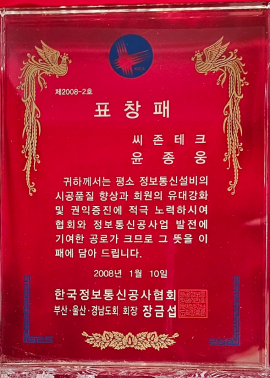 제2008-2호
표창패
씨존테크
윤종웅
귀하께서는 평소 정보통신설비의
시공품질 향상과 회원의 유대강화
및 권익증진에 적극 노력하시여
협회와 정보통신공사업 발전에
기여한 공로가 크므로 그 뜻을 이
패에 담아 드립니다.
2008년 1월 10일
한국정보통신공사협회
부산·울산·경남도회 회장 장금섭